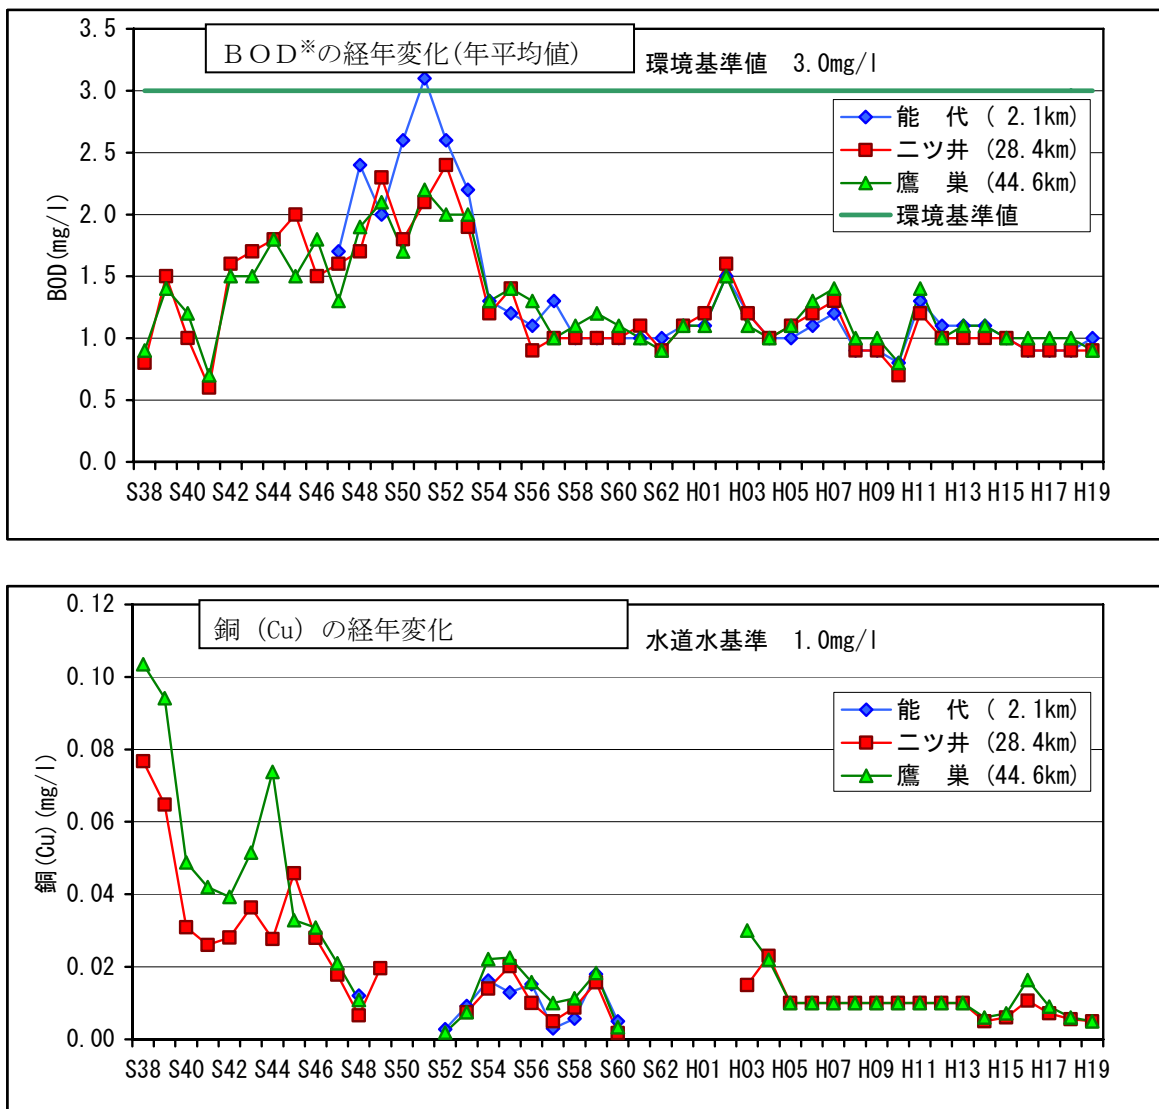 ＢＯＤ※の経年変化(年平均値)
環境基準値 3.0mg/l
3.5
3.0
2.5
2.0
1.5
1.0
0.5
0.0
BOD(mg/l)
能 代 ( 2.1km)
二ツ井 (28.4km)
鷹 巣 (44.6km)
環境基準値
S38 S40 S42 S44 S46 S48 S50 S52 S54 S56 S58 S60 S62 H01 H03 H05 H07 H09 H11 H13 H15 H17 H19
銅 (Cu) の経年変化
水道水基準 1.0mg/l
0.12
0.10
0.08
0.06
0.04
0.02
0.00
銅(Cu)(mg/l)
能 代 ( 2.1km)
二ツ井 (28.4km)
鷹 巣 (44.6km)
S38 S40 S42 S44 S46 S48 S50 S52 S54 S56 S58 S60 S62 H01 H03 H05 H07 H09 H11 H13 H15 H17 H19